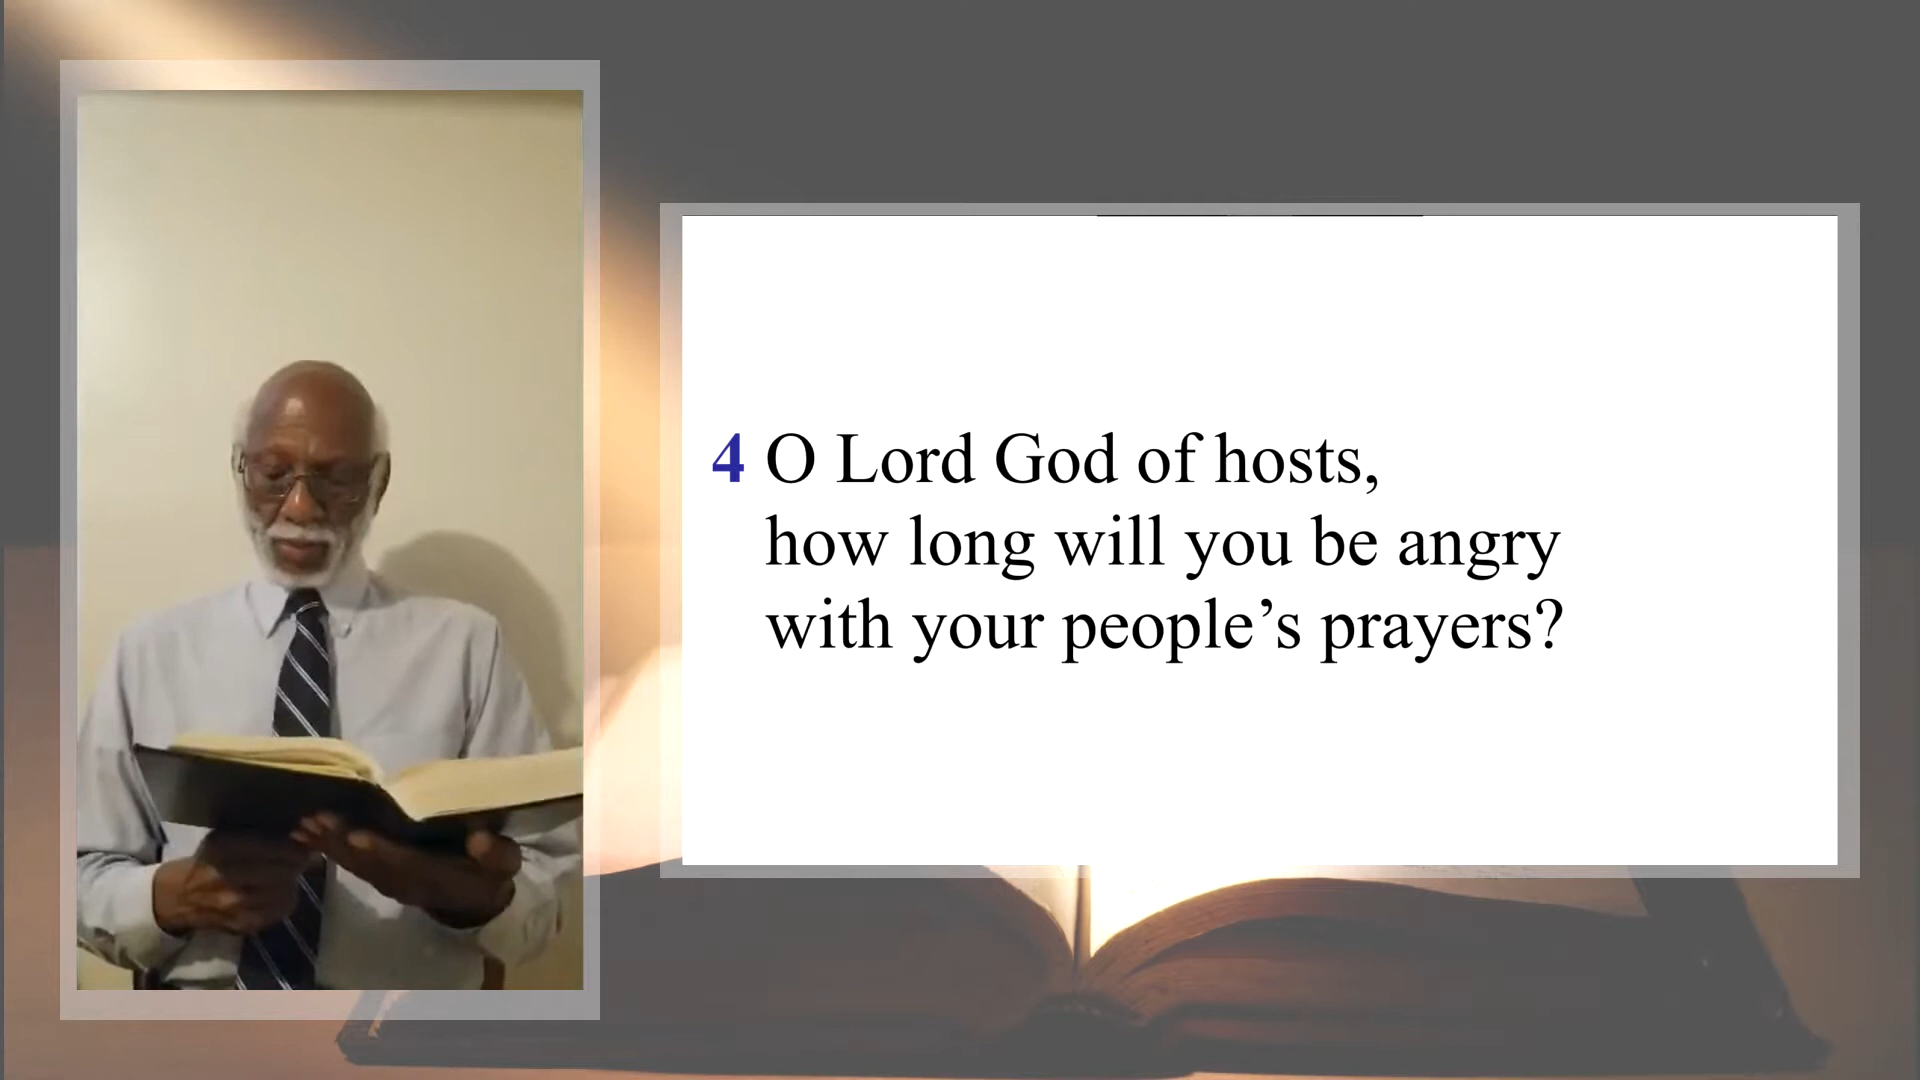 4 O Lord God of hosts,
how long will you be angry
with your people’s prayers?